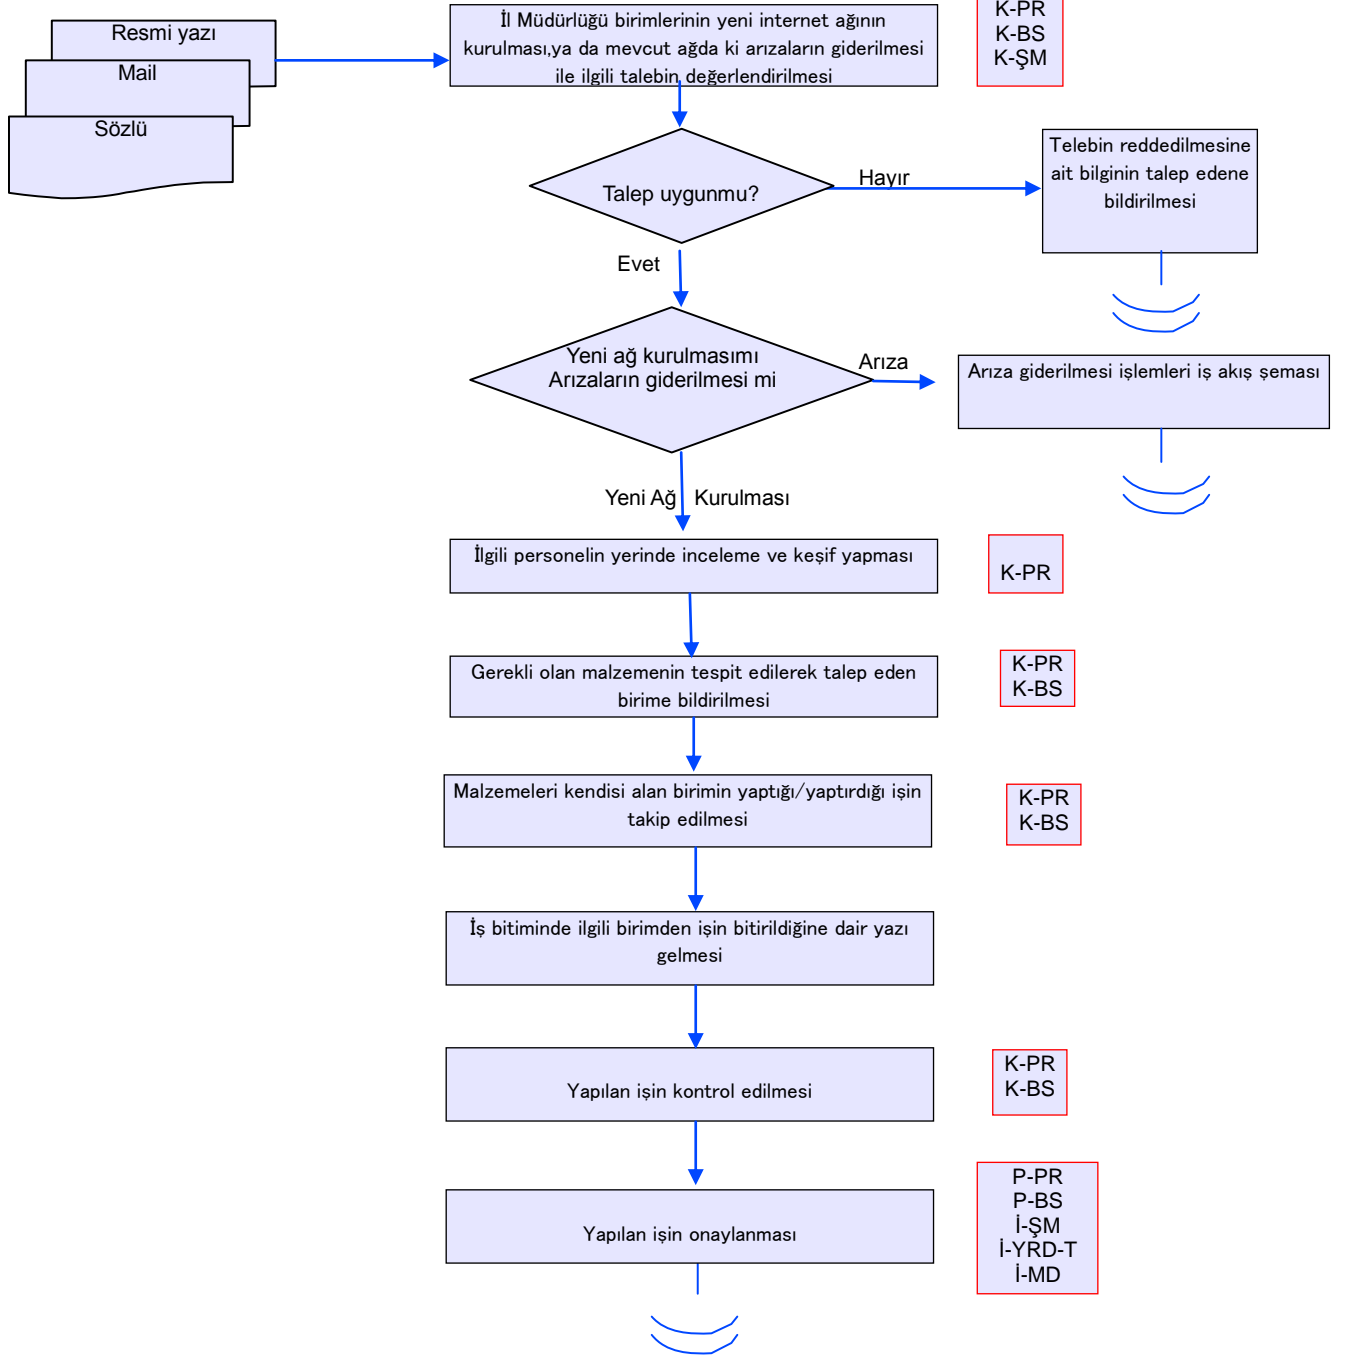 Resmi yazı
Mail
Sözlü
İl Müdürlüğü birimlerinin yeni internet ağının
kurulması,ya da mevcut ağda ki arızaların giderilmesi
ile ilgili talebin değerlendirilmesi
K-PR
K-BS
K-ŞM
Talep uygunmu?
Hayır
Telebin reddedilmesine
ait bilginin talep edene
bildirilmesi
Evet
Yeni ağ kurulmasımı
Arızaların giderilmesi mi
Arıza
Arıza giderilmesi işlemleri iş akış şeması
Yeni Ağ Kurulması
İlgili personelin yerinde inceleme ve keşif yapması
K-PR
Gerekli olan malzemenin tespit edilerek talep eden
birime bildirilmesi
K-PR
K-BS
Malzemeleri kendisi alan birimin yaptığı/yaptırdığı işin
takip edilmesi
K-PR
K-BS
İş bitiminde ilgili birimden işin bitirildiğine dair yazı
gelmesi
Yapılan işin kontrol edilmesi
K-PR
K-BS
Yapılan işin onaylanması
P-PR
P-BS
İ-ŞM
İ-YRD-T
İ-MD